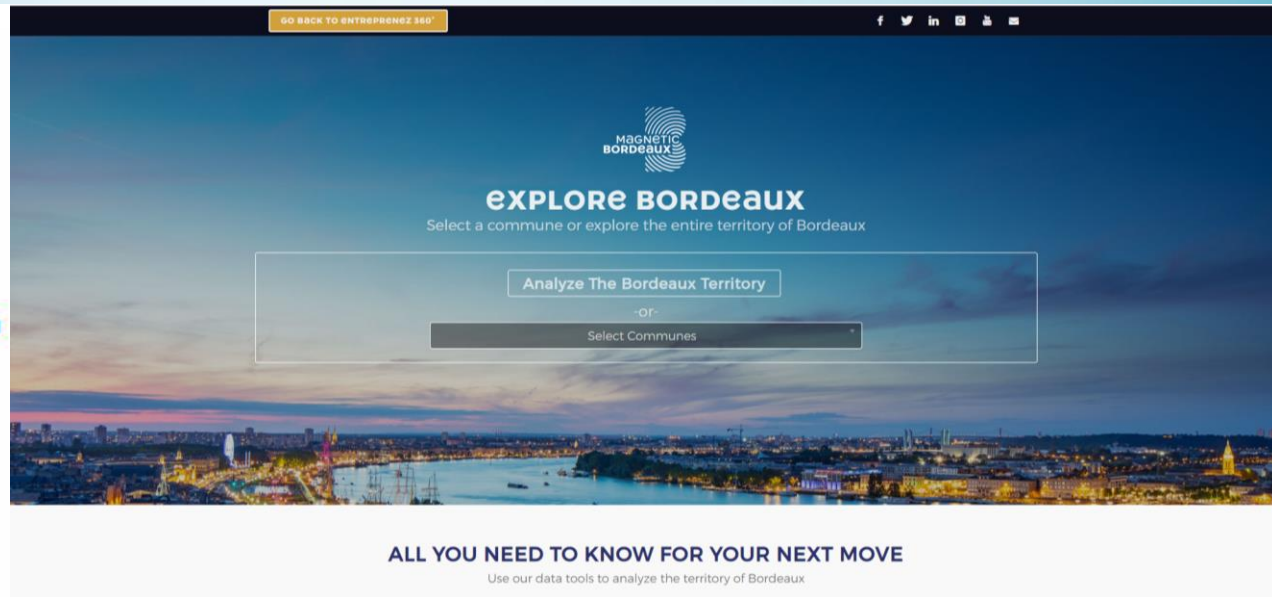 GO BACK TO ENTREPRENEZ 360°
MAGNETIC
BORDEAUX
EXPLORE BORDEAUX
Select a commune or explore the entire territory of Bordeaux
Analyze The Bordeaux Territory
-or-
Select Communes
ALL YOU NEED TO KNOW FOR YOUR NEXT MOVE
Use our data tools to analyze the territory of Bordeaux